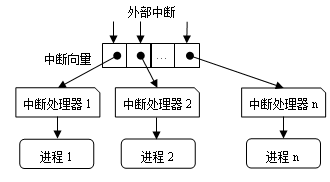 外部中断
中断向量
…
中断处理器 1
中断处理器 2
中断处理器 n
进程 1
进程 2
进程 n